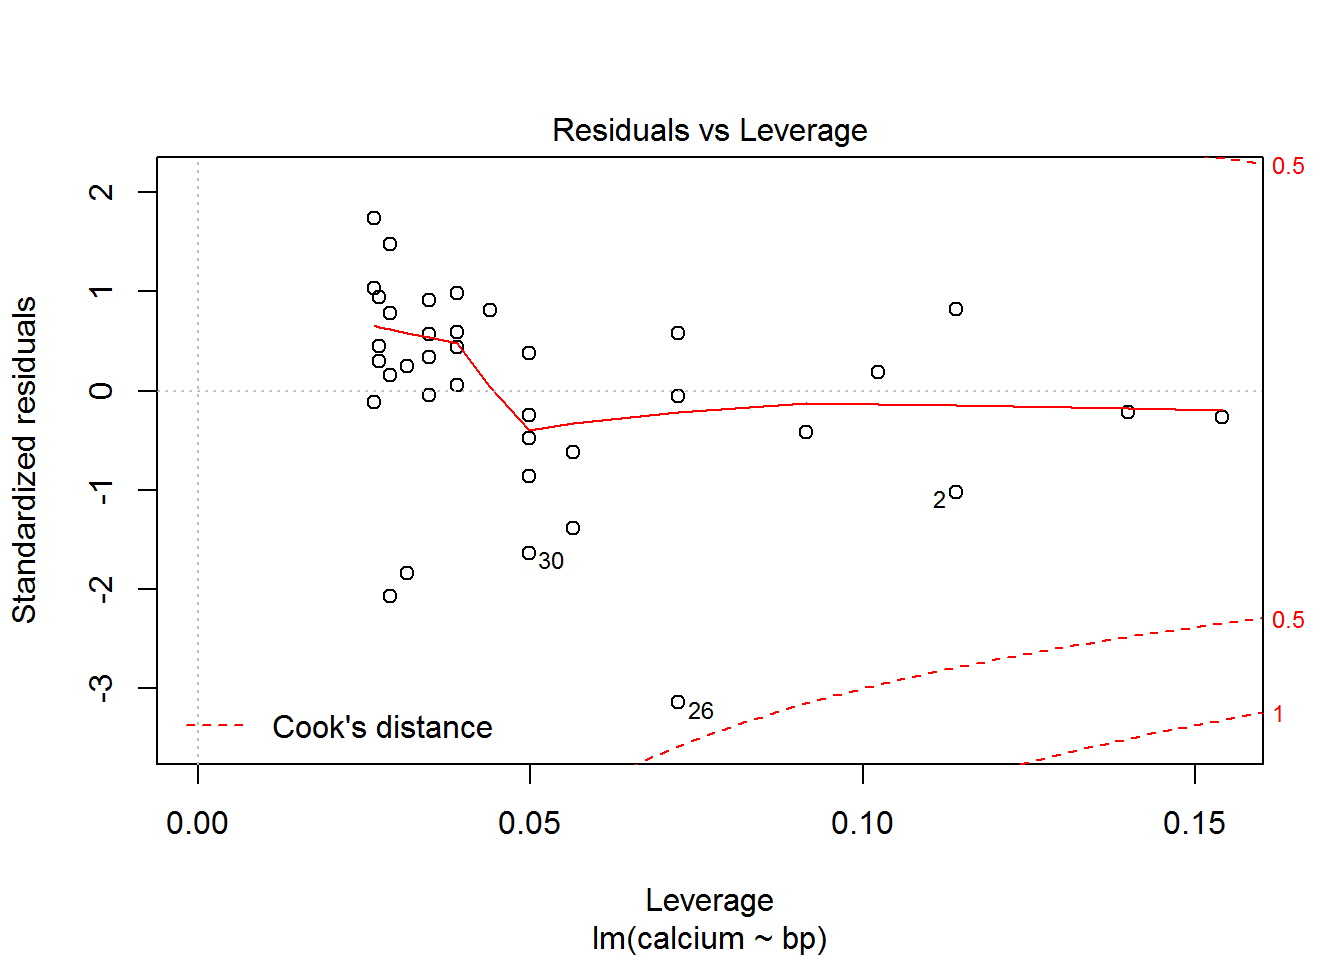 Residuals vs Leverage
Standardized residuals
2
1
0
-1
-2
-3
0.5
0.5
1
2
30
26
Cook's distance
0.00 0.05 0.10 0.15
Leverage
lm(calcium ~ bp)